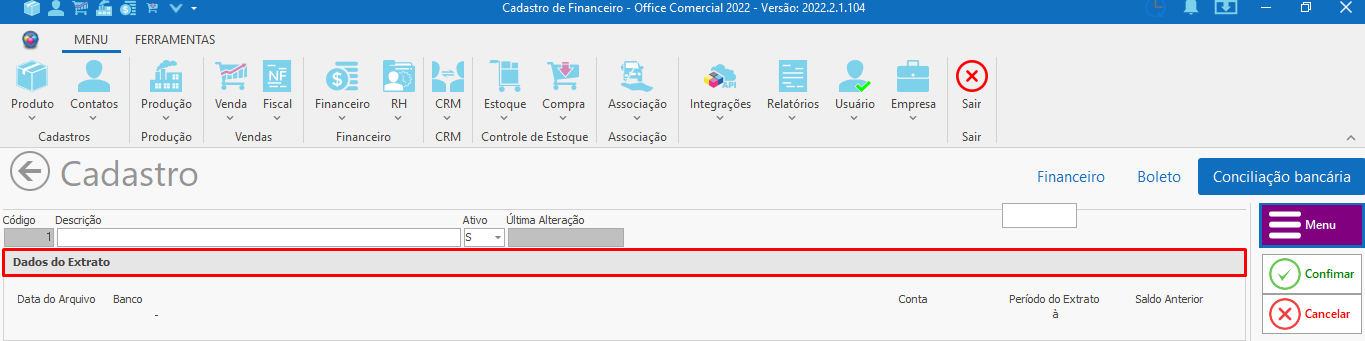 Cadastro de Financeiro - Office Comercial 2022 - Versão: 2022.2.1.104
MENU FERRAMENTAS
NF API
Produto Contatos Produção Venda Fiscal Financeiro RH CRM Estoque Compra Associação Integrações Relatórios Usuário Empresa Sair
Cadastros Produção Vendas Financeiro CRM Controle de Estoque Associação Sair
Cadastro Financeiro Boleto Conciliação bancária
Código Descrição Ativo Última Alteração
1 S
Menu
Dados do Extrato
Confimar
Data do Arquivo Banco Conta Período do Extrato Saldo Anterior
- à
Cancelar